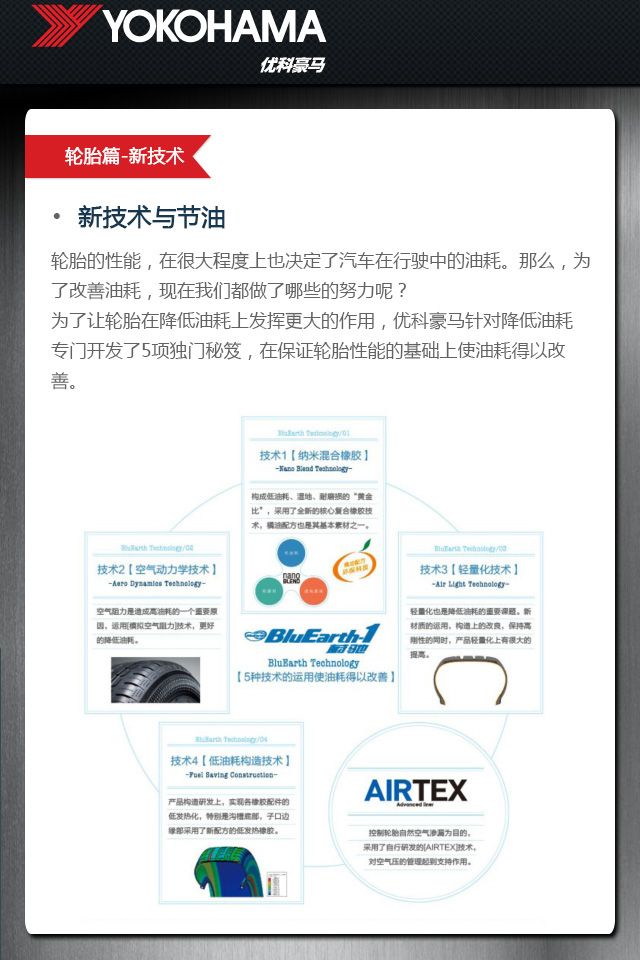 YOKOHAMA
优科豪马
轮胎篇-新技术
• 新技术与节油
轮胎的性能，在很大程度上也决定了汽车在行驶中的油耗。那么，为
了改善油耗，现在我们都做了哪些的努力呢？
为了让轮胎在降低油耗上发挥更大的作用，优科豪马针对降低油耗
专门开发了5项独门秘笈，在保证轮胎性能的基础上使油耗得以改
善。
BluEarth Technology/01
技术1【纳米混合橡胶】
~Nano Blend Technology~
构成低油耗、湿地、耐磨损的“黄金
比”，采用了全新的核心复合橡胶技
术，橘油配方也是其基本素材之一。
nano
BLEND
橘油配方
环保科技
BluEarth Technology/02
技术2【空气动力学技术】
~Aero Dynamics Technology~
空气阻力是造成高油耗的一个重要原
因，运用[模拟空气阻力]技术，更好
的降低油耗。
BluEarth Technology/03
技术3【轻量化技术】
~Air Light Technology~
轻量化也是降低油耗的重要课题。新
材质的运用，构造上的改良，保持高
刚性的同时，产品轻量化上有很大的
提高。
BluEarth-1
耐驰
BluEarth Technology
【5种技术的运用使油耗得以改善】
BluEarth Technology/04
技术4【低油耗构造技术】
~Fuel Saving Construction~
产品构造研发上，实现各橡胶配件的
低发热化，特别是沟槽底部，子口边
缘部采用了新配方的低发热橡胶。
AIRTEX
Advanced liner
控制轮胎自然空气渗漏为目的，
采用了自行研发的[AIRTEX]技术，
对空气压的管理起到支持作用。